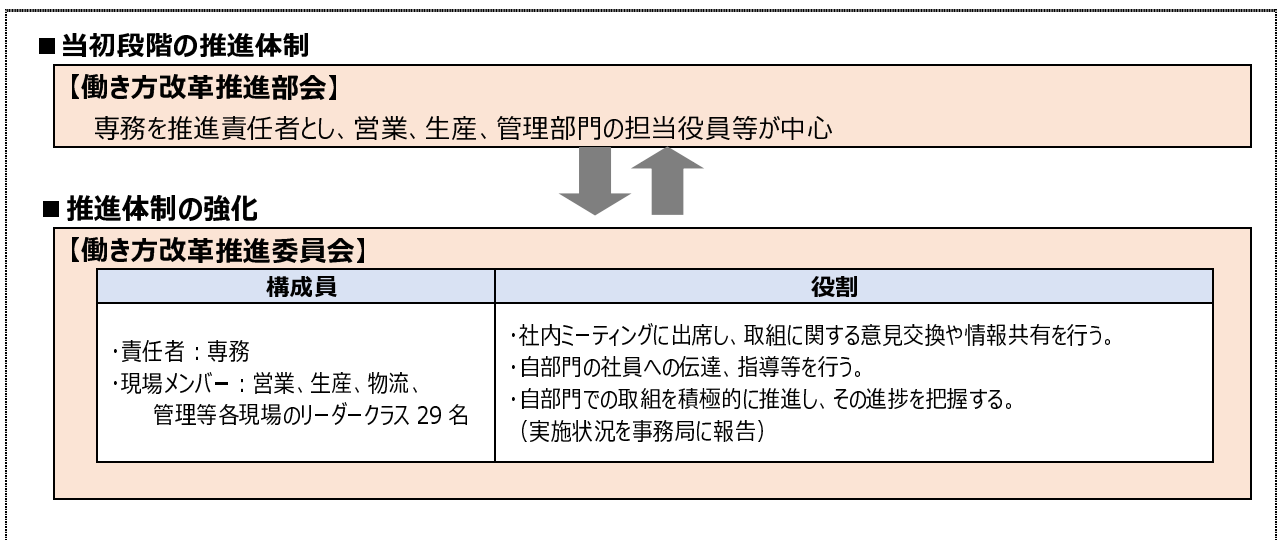 ■当初段階の推進体制
【働き方改革推進部会】
専務を推進責任者とし、営業、生産、管理部門の担当役員等が中心
■推進体制の強化
【働き方改革推進委員会】
構成員
役割
・責任者：専務
・現場メンバー：営業、生産、物流、
管理等各現場のリーダークラス 29 名
・社内ミーティングに出席し、取組に関する意見交換や情報共有を行う。
・自部門の社員への伝達、指導等を行う。
・自部門での取組を積極的に推進し、その進捗を把握する。
（実施状況を事務局に報告）